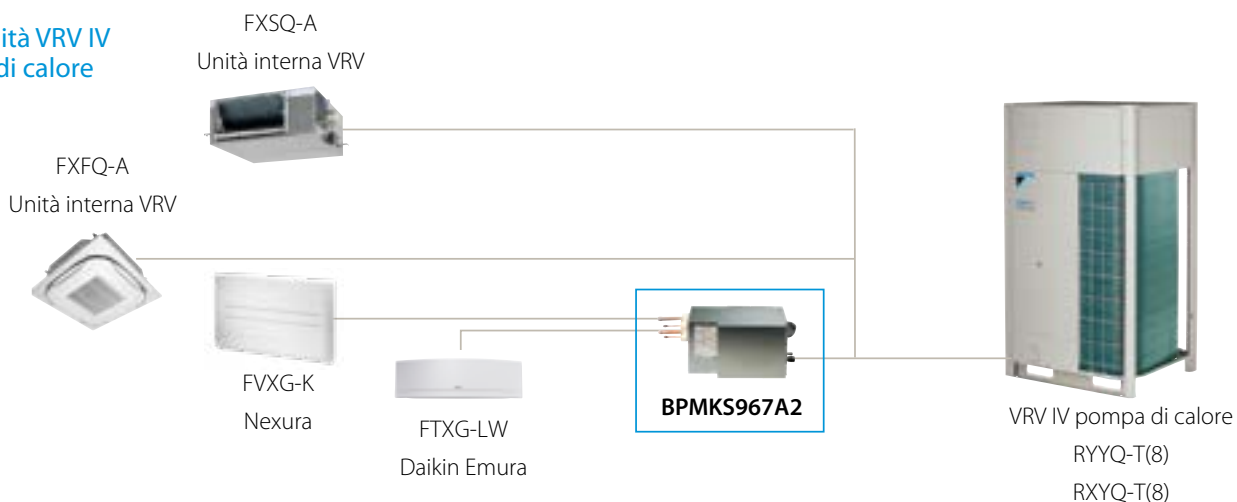 ità VRV IV
di calore
FXSQ-A
Unità interna VRV
FXFQ-A
Unità interna VRV
FVXG-K
Nexura
FTXG-LW
Daikin Emura
BPMKS967A2
VRV IV pompa di calore
RYYQ-T(8)
RXYQ-T(8)